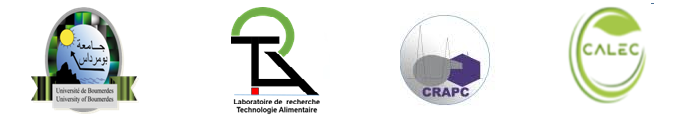 جامعة
بومرداس
Université de Boumerdes
University of Boumerdes
Laboratoire de recherche
Technologie Alimentaire
CRAPC
CALEC